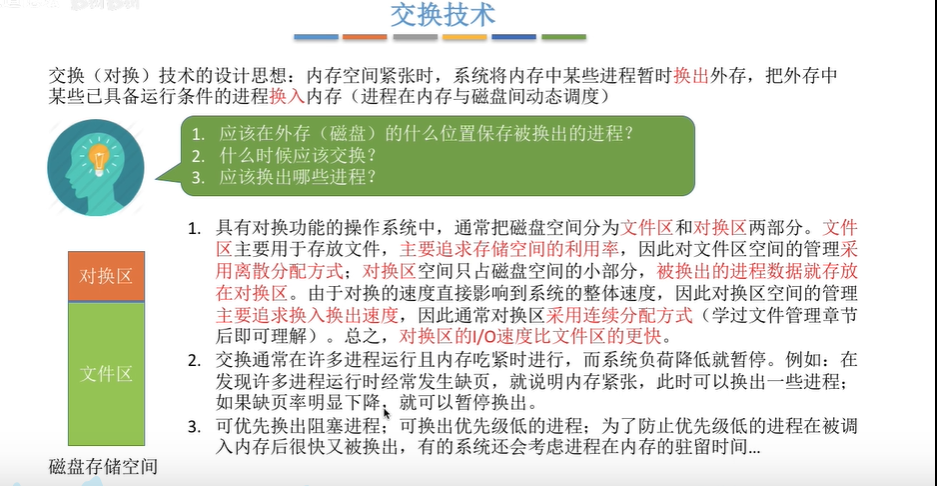 交换技术
交换（对换）技术的设计思想：内存空间紧张时，系统将内存中某些进程暂时换出外存，把外存中
某些已具备运行条件的进程换入内存（进程在内存与磁盘间动态调度）
1. 应该在外存（磁盘）的什么位置保存被换出的进程？
2. 什么时候应该交换？
3. 应该换出哪些进程？
1. 具有对换功能的操作系统中，通常把磁盘空间分为文件区和对换区两部分。文件
区主要用于存放文件，主要追求存储空间的利用率，因此对文件区空间的管理采
用离散分配方式；对换区空间只占磁盘空间的小部分，被换出的进程数据就存放
在对换区。由于对换的速度直接影响到系统的整体速度，因此对换区空间的管理
主要追求换入换出速度，因此通常对换区采用连续分配方式（学过文件管理章节
后即可理解）。总之，对换区的I/O速度比文件区的更快。
2. 交换通常在许多进程运行且内存吃紧时进行，而系统负荷降低就暂停。例如：在
发现许多进程运行时经常发生缺页，就说明内存紧张，此时可以换出一些进程；
如果缺页率明显下降，就可以暂停换出。
3. 可优先换出阻塞进程；可换出优先级低的进程；为了防止优先级低的进程在被调
入内存后很快又被换出，有的系统还会考虑进程在内存的驻留时间…
对换区
文件区
磁盘存储空间